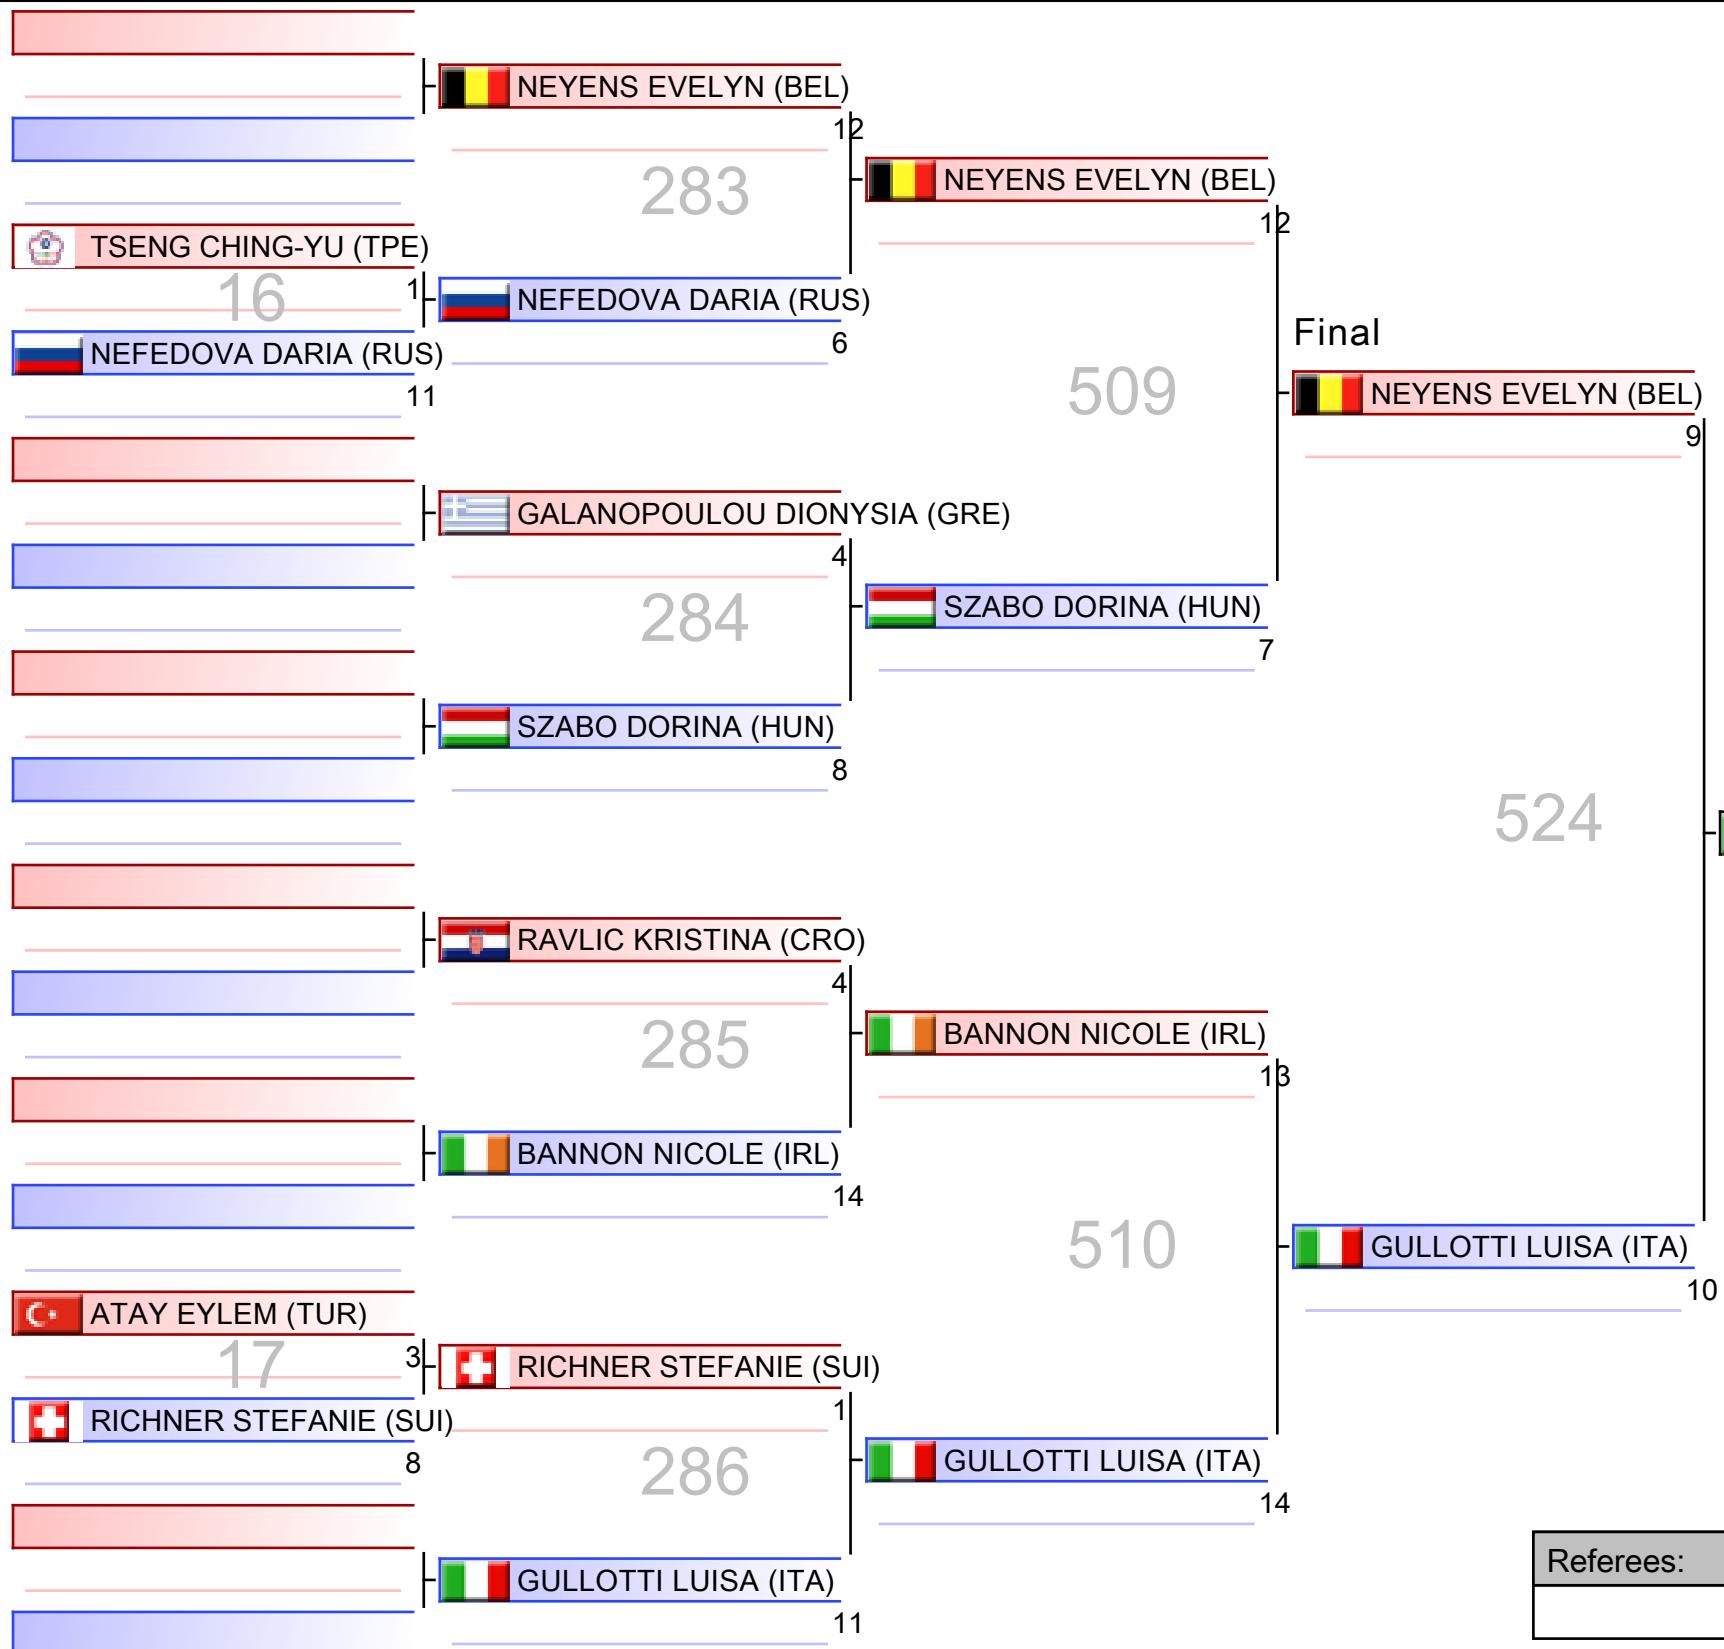 NEYENS EVELYN (BEL)
12
283
NEYENS EVELYN (BEL)
12
TSENG CHING-YU (TPE)
1
16
NEFEDOVA DARIA (RUS)
6
NEFEDOVA DARIA (RUS)
11
509
Final
NEYENS EVELYN (BEL)
9
GALANOPOULOU DIONYSIA (GRE)
4
284
SZABO DORINA (HUN)
7
SZABO DORINA (HUN)
8
524
RAVLIC KRISTINA (CRO)
4
285
BANNON NICOLE (IRL)
13
BANNON NICOLE (IRL)
14
510
GULLOTTI LUISA (ITA)
10
ATAY EYLEM (TUR)
3
17
RICHNER STEFANIE (SUI)
1
RICHNER STEFANIE (SUI)
8
286
GULLOTTI LUISA (ITA)
14
GULLOTTI LUISA (ITA)
11
Referees: